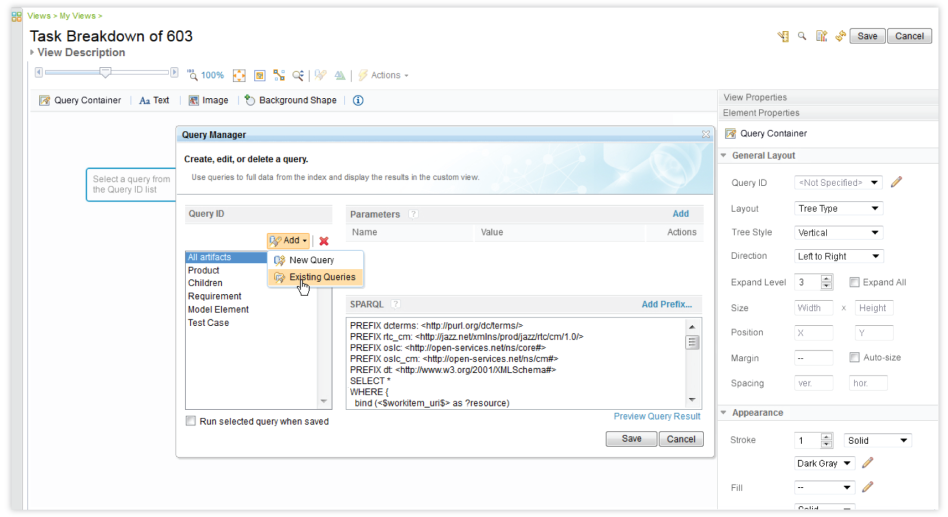 Views > My Views >
Task Breakdown of 603
View Description
Save
Cancel
100%
Actions
Query Container
Aa Text
Image
Background Shape
View Properties
Element Properties
Query Container
General Layout
Query ID
<Not Specified>
Layout
Tree Type
Tree Style
Vertical
Direction
Left to Right
Expand Level
3
Expand All
Size
Width
x
Height
Position
X
Y
Margin
--
Auto-size
Spacing
ver.
hor.
Appearance
Stroke
1
Solid
Dark Gray
Fill
--
Solid
Select a query from
the Query ID list
Query Manager
Create, edit, or delete a query.
Use queries to full data from the index and display the results in the custom view.
Query ID
Add
New Query
Existing Queries
All artifacts
Product
Children
Requirement
Model Element
Test Case
Run selected query when saved
Parameters
?
Add
Name
Value
Actions
SPARQL
?
Add Prefix...
PREFIX dcterms: <http://purl.org/dc/terms/>
PREFIX rtc_cm: <http://jazz.net/xmlns/prod/jazz/rtc/cm/1.0/>
PREFIX oslc: <http://open-services.net/ns/core#>
PREFIX oslc_cm: <http://open-services.net/ns/cm#>
PREFIX dt: <http://www.w3.org/2001/XMLSchema#>
SELECT *
WHERE {
bind (<$workitem_uri$> as ?resource)
Preview Query Result
Save
Cancel